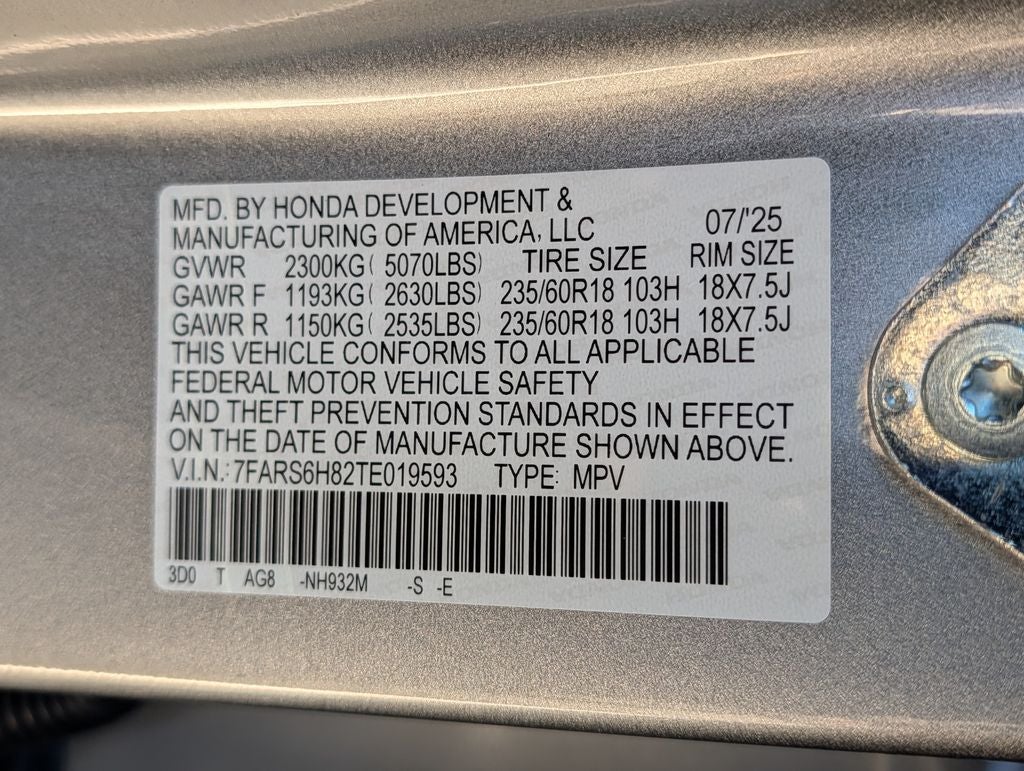 MFD. BY HONDA DEVELOPMENT &
MANUFACTURING OF AMERICA, LLC 07/'25
GVWR 2300KG( 5070LBS) TIRE SIZE RIM SIZE
GAWR F 1193KG( 2630LBS) 235/60R18 103H 18X7.5J
GAWR R 1150KG( 2535LBS) 235/60R18 103H 18X7.5J
THIS VEHICLE CONFORMS TO ALL APPLICABLE
FEDERAL MOTOR VEHICLE SAFETY
AND THEFT PREVENTION STANDARDS IN EFFECT
ON THE DATE OF MANUFACTURE SHOWN ABOVE.
V.I.N.: 7FARS6H82TE019593 TYPE: MPV
3D0 T AG8 -NH932M -S -E